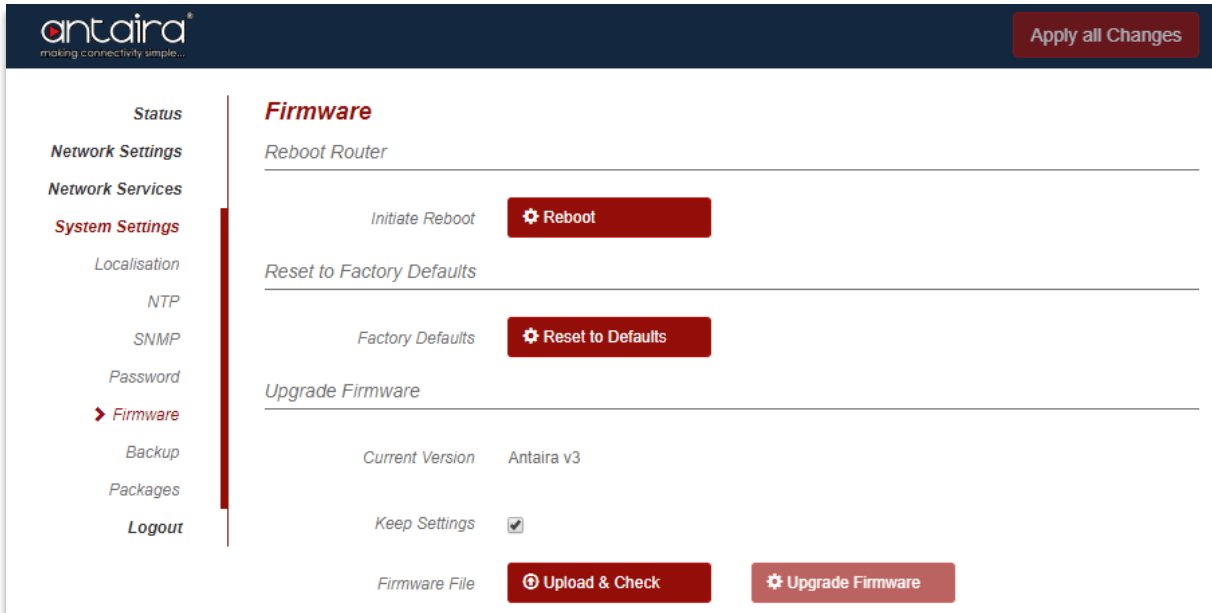 antaira®
making connectivity simple...
Apply all Changes
Status
Network Settings
Network Services
System Settings
Localisation
NTP
SNMP
Password
Firmware
Backup
Packages
Logout
Firmware
Reboot Router
Initiate Reboot Reboot
Reset to Factory Defaults
Factory Defaults Reset to Defaults
Upgrade Firmware
Current Version Antaira v3
Keep Settings
Firmware File Upload & Check Upgrade Firmware